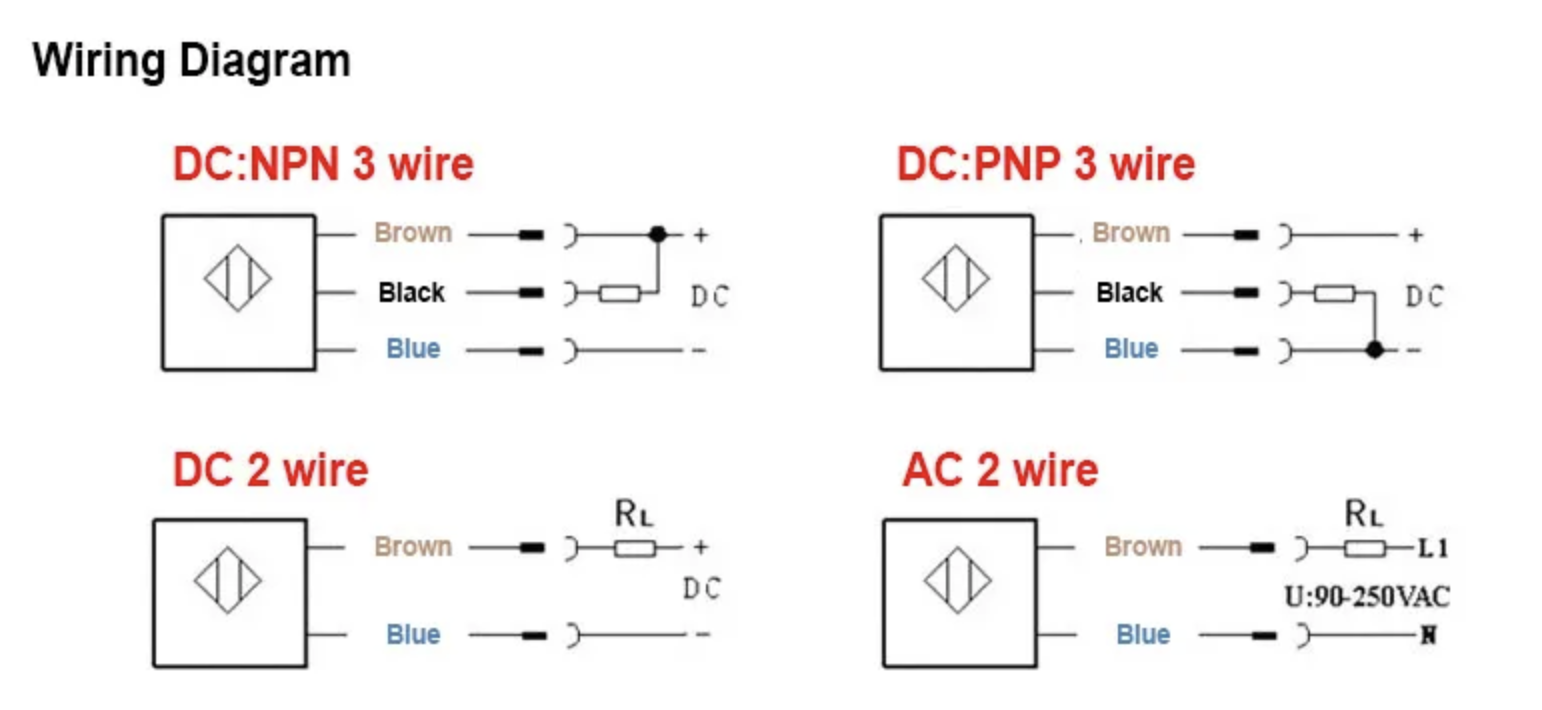 Wiring Diagram
DC:NPN 3 wire
Brown +
Black DC
Blue -
DC:PNP 3 wire
Brown +
Black DC
Blue -
DC 2 wire
RL
Brown +
DC
Blue -
AC 2 wire
RL
Brown L1
U:90-250VAC
Blue N